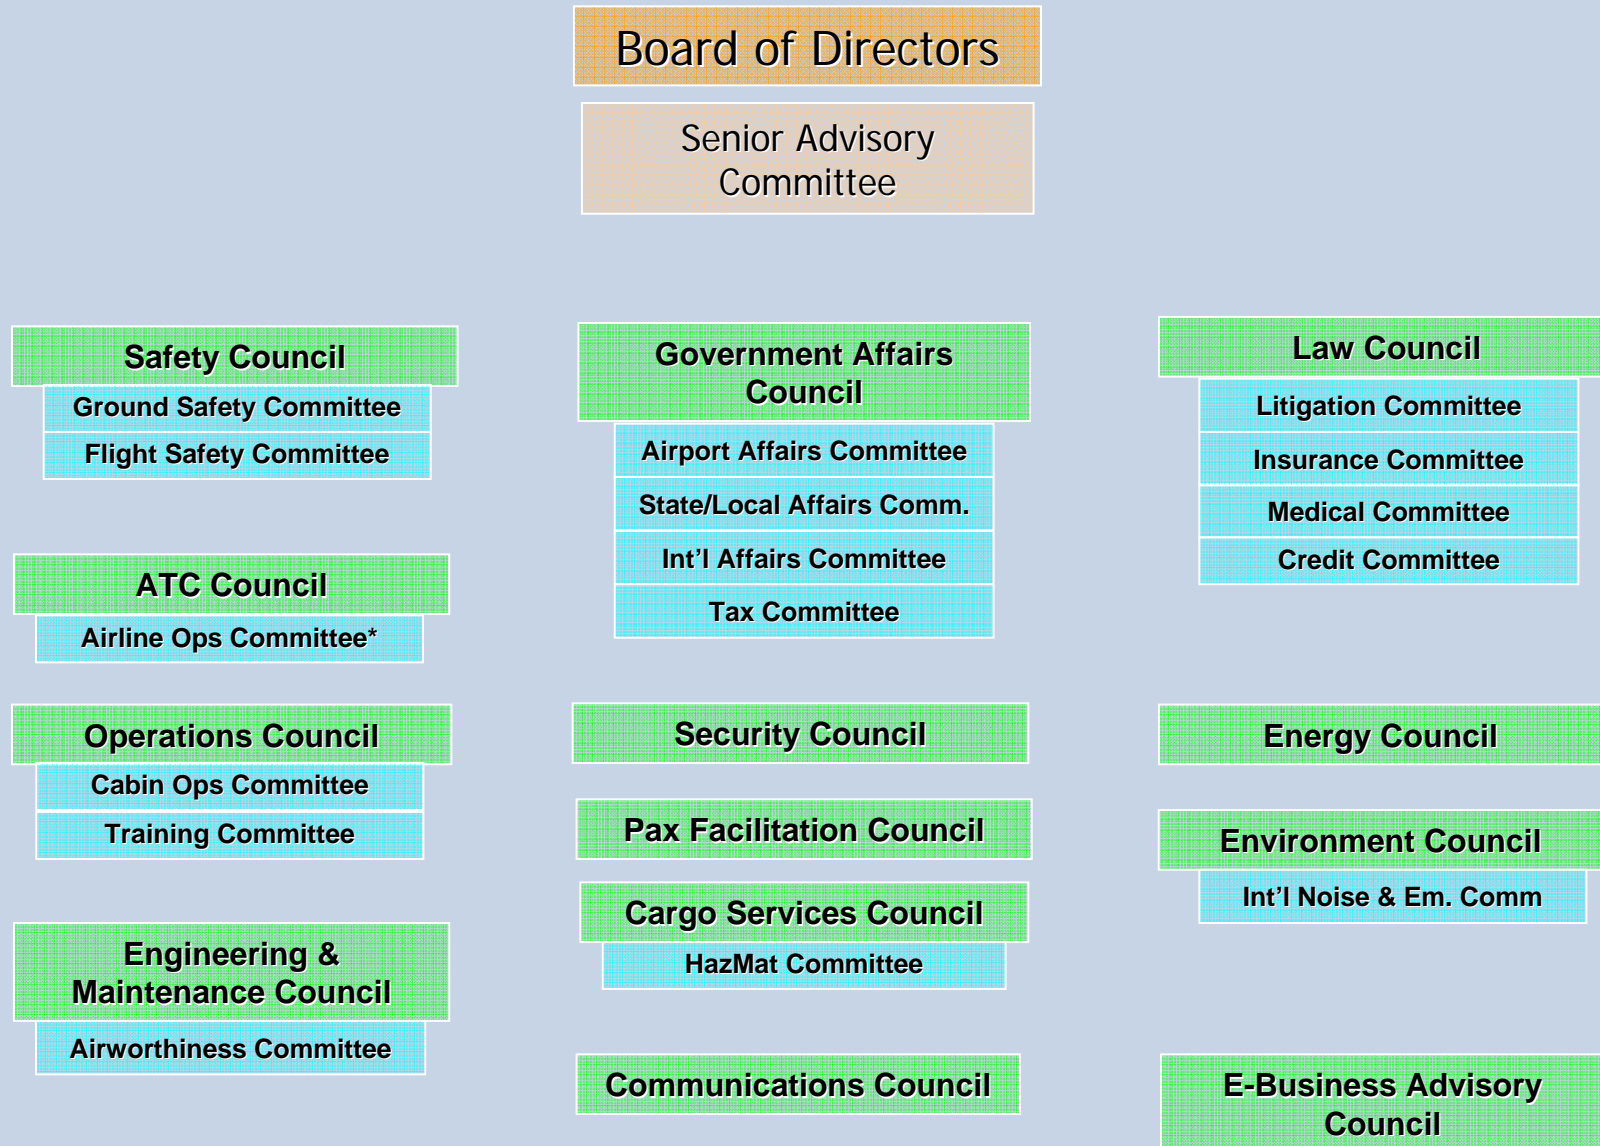 Board of Directors
Senior Advisory
Committee
Safety Council
Ground Safety Committee
Flight Safety Committee
ATC Council
Airline Ops Committee*
Operations Council
Cabin Ops Committee
Training Committee
Engineering &
Maintenance Council
Airworthiness Committee
Government Affairs
Council
Airport Affairs Committee
State/Local Affairs Comm.
Int’l Affairs Committee
Tax Committee
Security Council
Pax Facilitation Council
Cargo Services Council
HazMat Committee
Communications Council
Law Council
Litigation Committee
Insurance Committee
Medical Committee
Credit Committee
Energy Council
Environment Council
Int’l Noise & Em. Comm
E-Business Advisory
Council